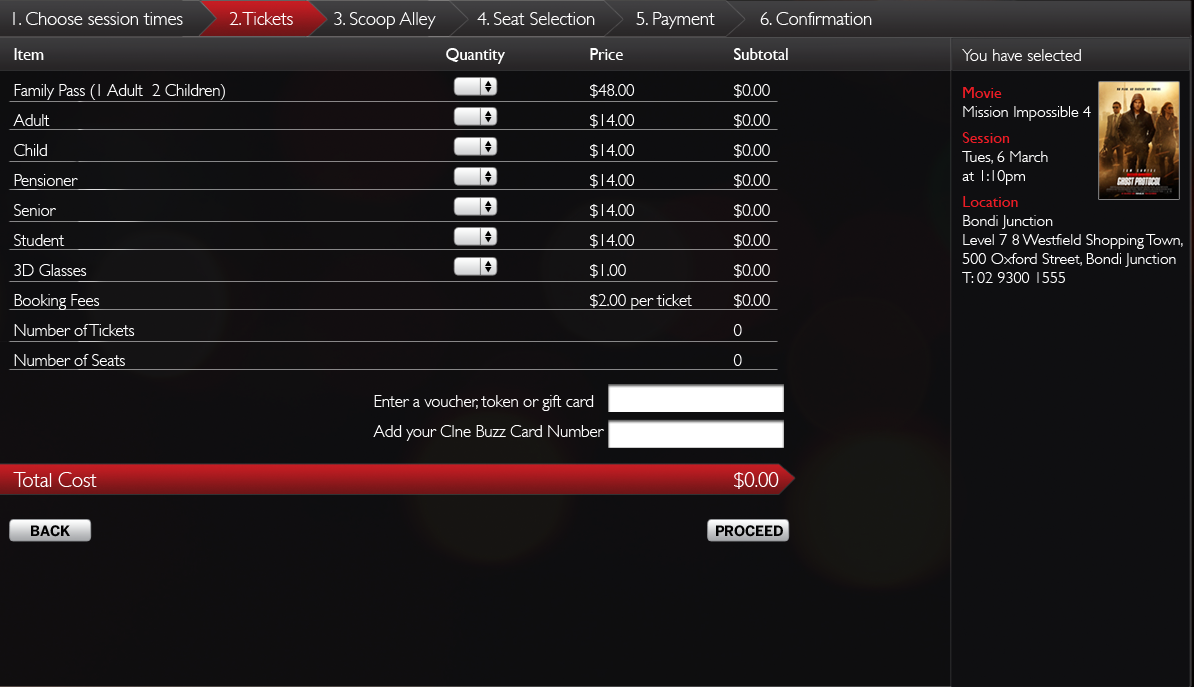 1. Choose session times
2. Tickets
3. Scoop Alley
4. Seat Selection
5. Payment
6. Confirmation
Item Quantity Price Subtotal
Family Pass (1 Adult 2 Children) $48.00 $0.00
Adult $14.00 $0.00
Child $14.00 $0.00
Pensioner $14.00 $0.00
Senior $14.00 $0.00
Student $14.00 $0.00
3D Glasses $1.00 $0.00
Booking Fees $2.00 per ticket $0.00
Number of Tickets 0
Number of Seats 0
Enter a voucher, token or gift card
Add your CIne Buzz Card Number
Total Cost $0.00
BACK
PROCEED
You have selected
Movie
Mission Impossible 4
Session
Tues, 6 March
at 1:10pm
Location
Bondi Junction
Level 7 8 Westfield Shopping Town,
500 Oxford Street, Bondi Junction
T: 02 9300 1555
TOM CRUISE
GHOST PROTOCOL